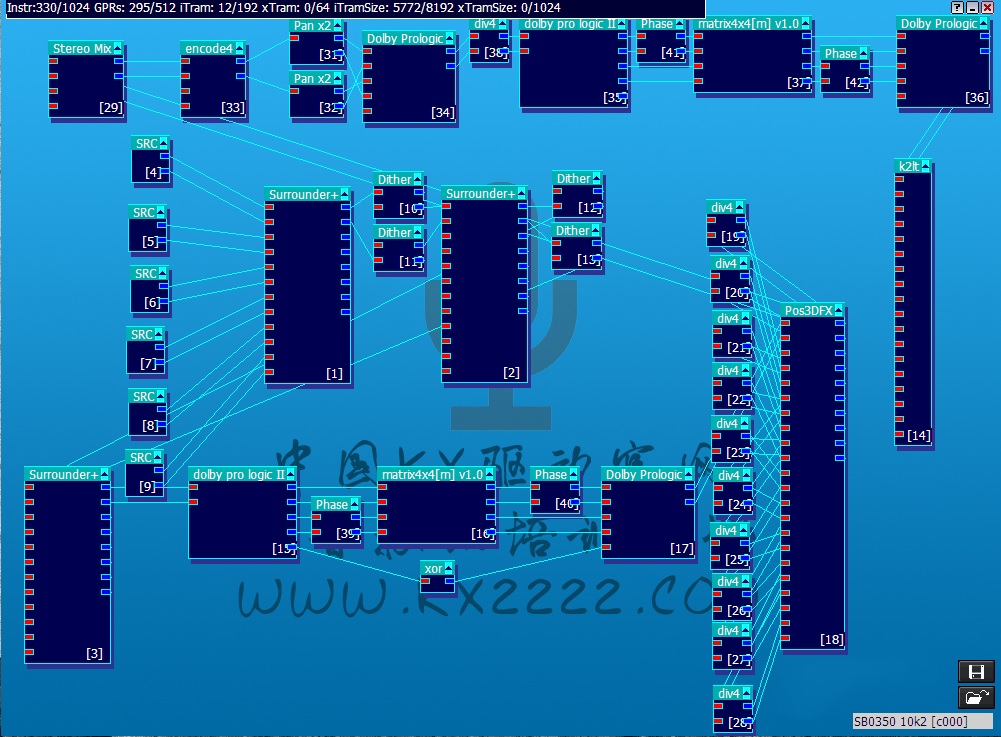 Instr:330/1024 GPRs: 295/512 iTram: 12/192 xTram: 0/64 iTramSize: 5772/8192 xTramSize: 0/1024
Stereo Mix [29]
encode4 [33]
Pan x2 [31]
Pan x2 [32]
Dolby Prologic [34]
div4 [38]
dolby pro logic II [35]
Phase [41]
matrix4x4[m] v1.0 [37]
Phase [42]
Dolby Prologic [36]
SRC [4]
SRC [5]
SRC [6]
SRC [7]
SRC [8]
SRC [9]
Surrounder+ [1]
Dither [10]
Dither [11]
Surrounder+ [2]
Dither [12]
Dither [13]
k2lt [14]
div4 [19]
div4 [20]
div4 [21]
div4 [22]
div4 [23]
div4 [24]
div4 [25]
div4 [26]
div4 [27]
div4 [28]
Pos3DFX [18]
Surrounder+ [3]
dolby pro logic II [15]
Phase [39]
matrix4x4[m] v1.0 [16]
Phase [40]
Dolby Prologic [17]
xor
中国KX驱动
WWW.KX2222.CO
SB0350 10k2 [c000]